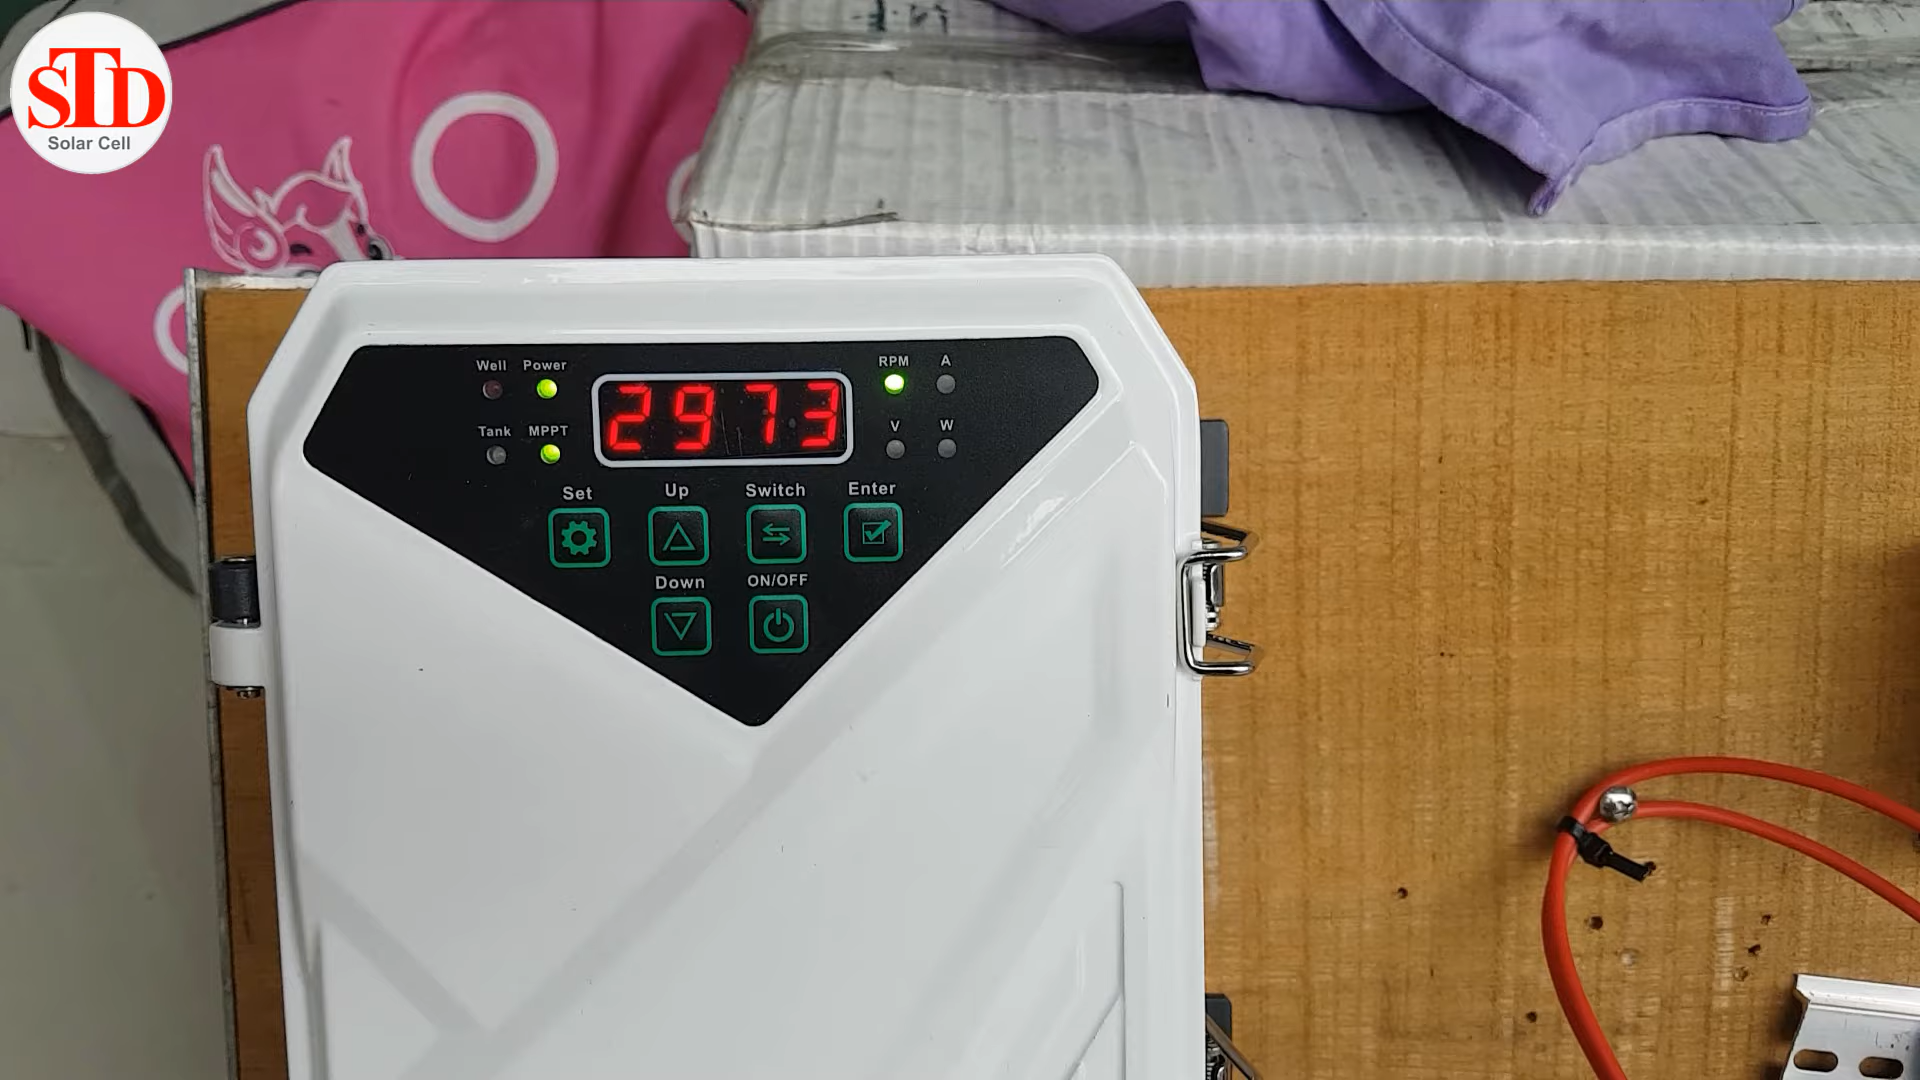 STD
Solar Cell
Well Power
RPM A
2973
Tank MPPT
V W
Set Up Switch Enter
Down ON/OFF